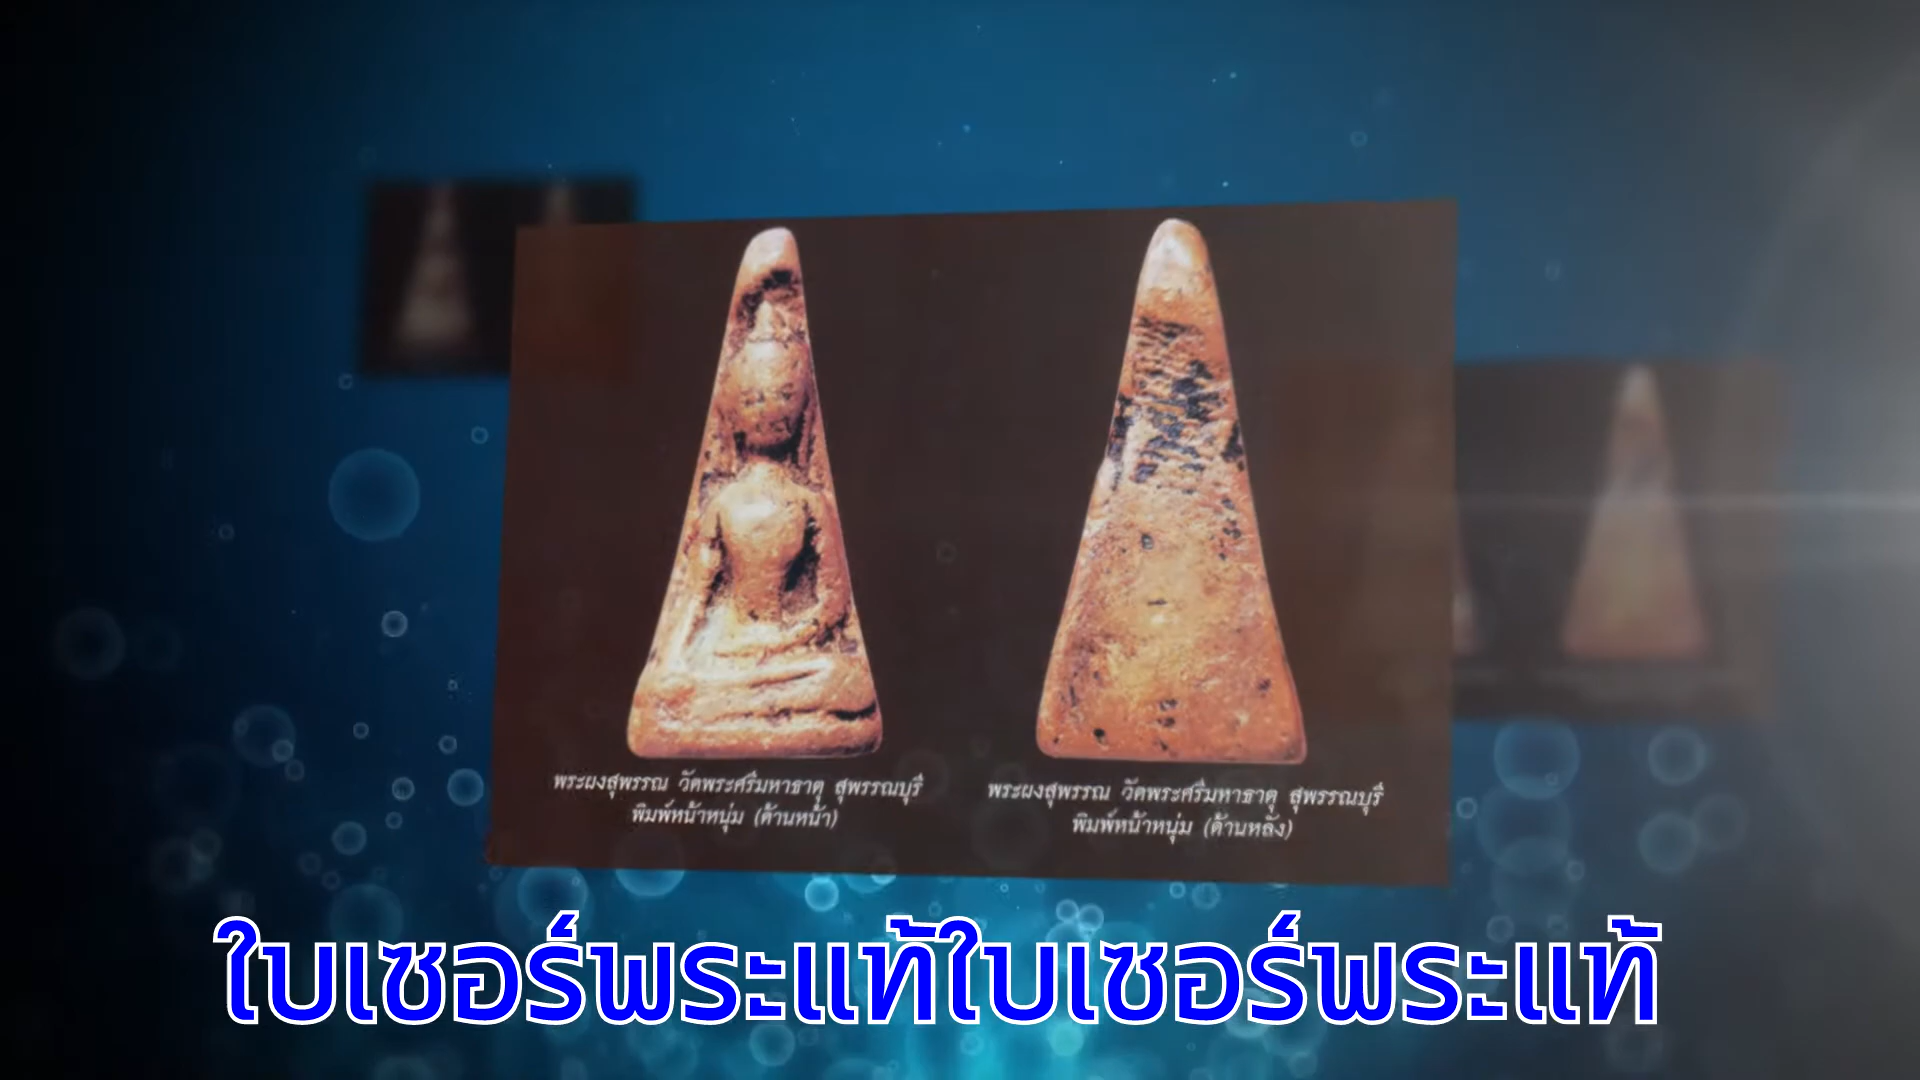 พระผงสุพรรณ วัดพระศรีมหาธาตุ สุพรรณบุรี
พิมพ์หน้าหนุ่ม (ด้านหน้า)
พระผงสุพรรณ วัดพระศรีมหาธาตุ สุพรรณบุรี
พิมพ์หน้าหนุ่ม (ด้านหลัง)
ใบเซอร์พระแท้ใบเซอร์พระแท้